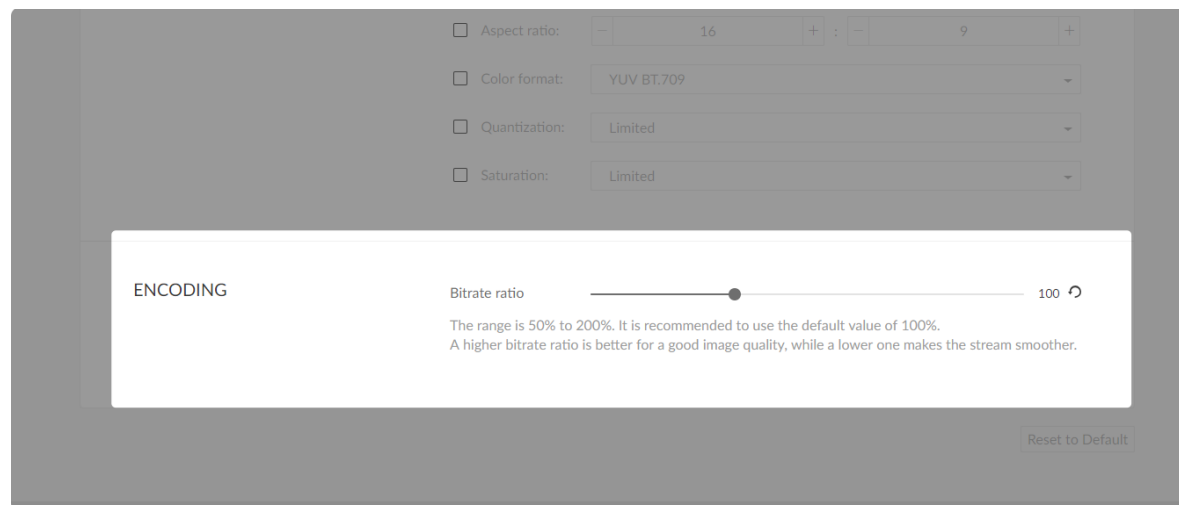 Aspect ratio: − 16 + : − 9 +
Color format: YUV BT.709
Quantization: Limited
Saturation: Limited
ENCODING
Bitrate ratio 100
The range is 50% to 200%. It is recommended to use the default value of 100%.
A higher bitrate ratio is better for a good image quality, while a lower one makes the stream smoother.
Reset to Default